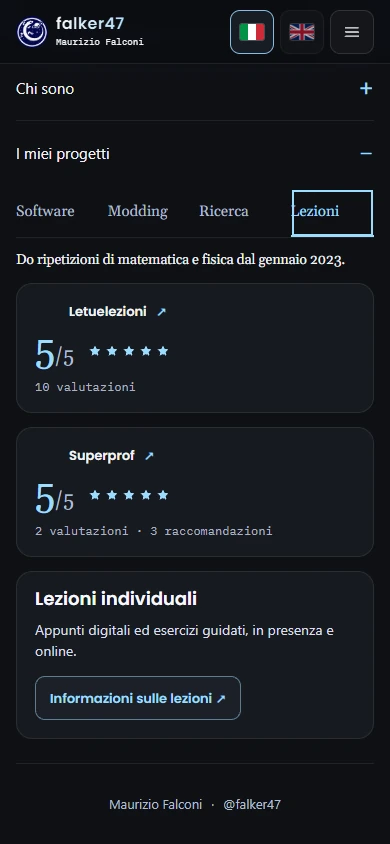 falker47
Maurizio Falconi
Chi sono
I miei progetti
Software Modding Ricerca Lezioni
Do ripetizioni di matematica e fisica dal gennaio 2023.
Letuelezioni ↗
5/5 ★ ★ ★ ★ ★
10 valutazioni
Superprof ↗
5/5 ★ ★ ★ ★ ★
2 valutazioni · 3 raccomandazioni
Lezioni individuali
Appunti digitali ed esercizi guidati, in presenza e
online.
Informazioni sulle lezioni ↗
Maurizio Falconi · @falker47